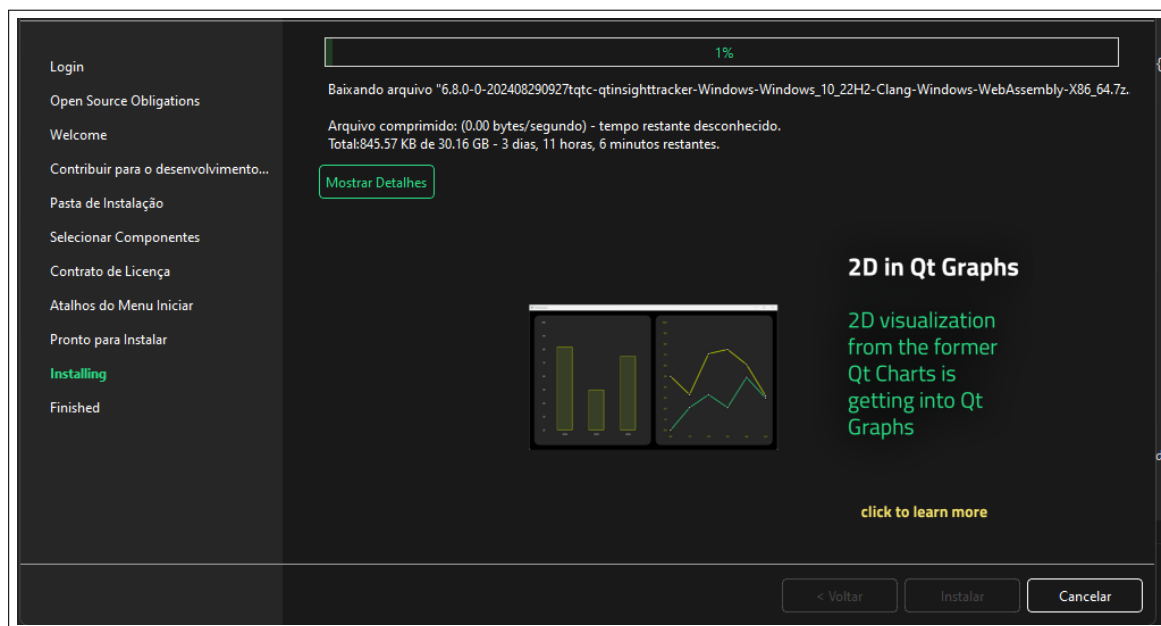 Login
Open Source Obligations
Welcome
Contribuir para o desenvolvimento...
Pasta de Instalação
Selecionar Componentes
Contrato de Licença
Atalhos do Menu Iniciar
Pronto para Instalar
Installing
Finished
1%
Baixando arquivo "6.8.0-0-202408290927tqtc-qtinsighttracker-Windows-Windows_10_22H2-Clang-Windows-WebAssembly-X86_64.7z..
Arquivo comprimido: (0.00 bytes/segundo) - tempo restante desconhecido.
Total:845.57 KB de 30.16 GB - 3 dias, 11 horas, 6 minutos restantes.
Mostrar Detalhes
2D in Qt Graphs
2D visualization
from the former
Qt Charts is
getting into Qt
Graphs
click to learn more
< Voltar
Instalar
Cancelar